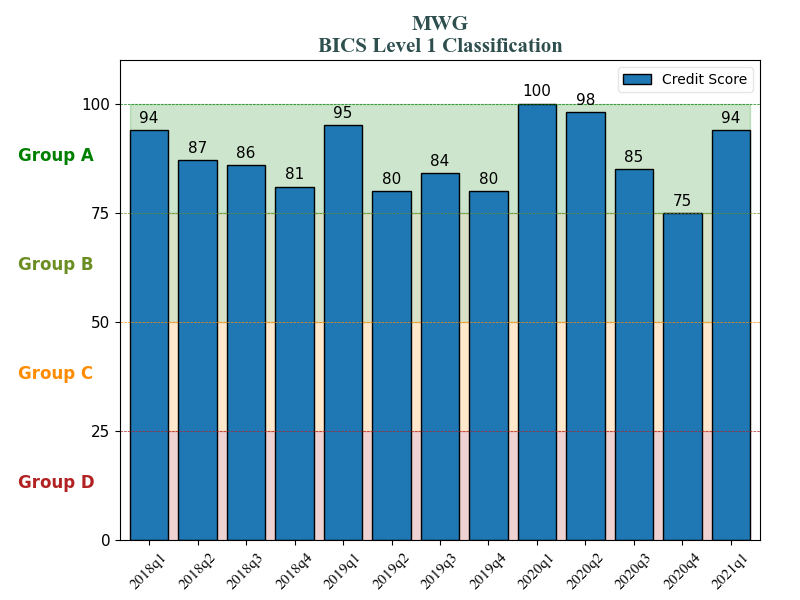 MWG
BICS Level 1 Classification
Credit Score
100
75
50
25
0
Group A
Group B
Group C
Group D
94
87
86
81
95
80
84
80
100
98
85
75
94
2018q1
2018q2
2018q3
2018q4
2019q1
2019q2
2019q3
2019q4
2020q1
2020q2
2020q3
2020q4
2021q1